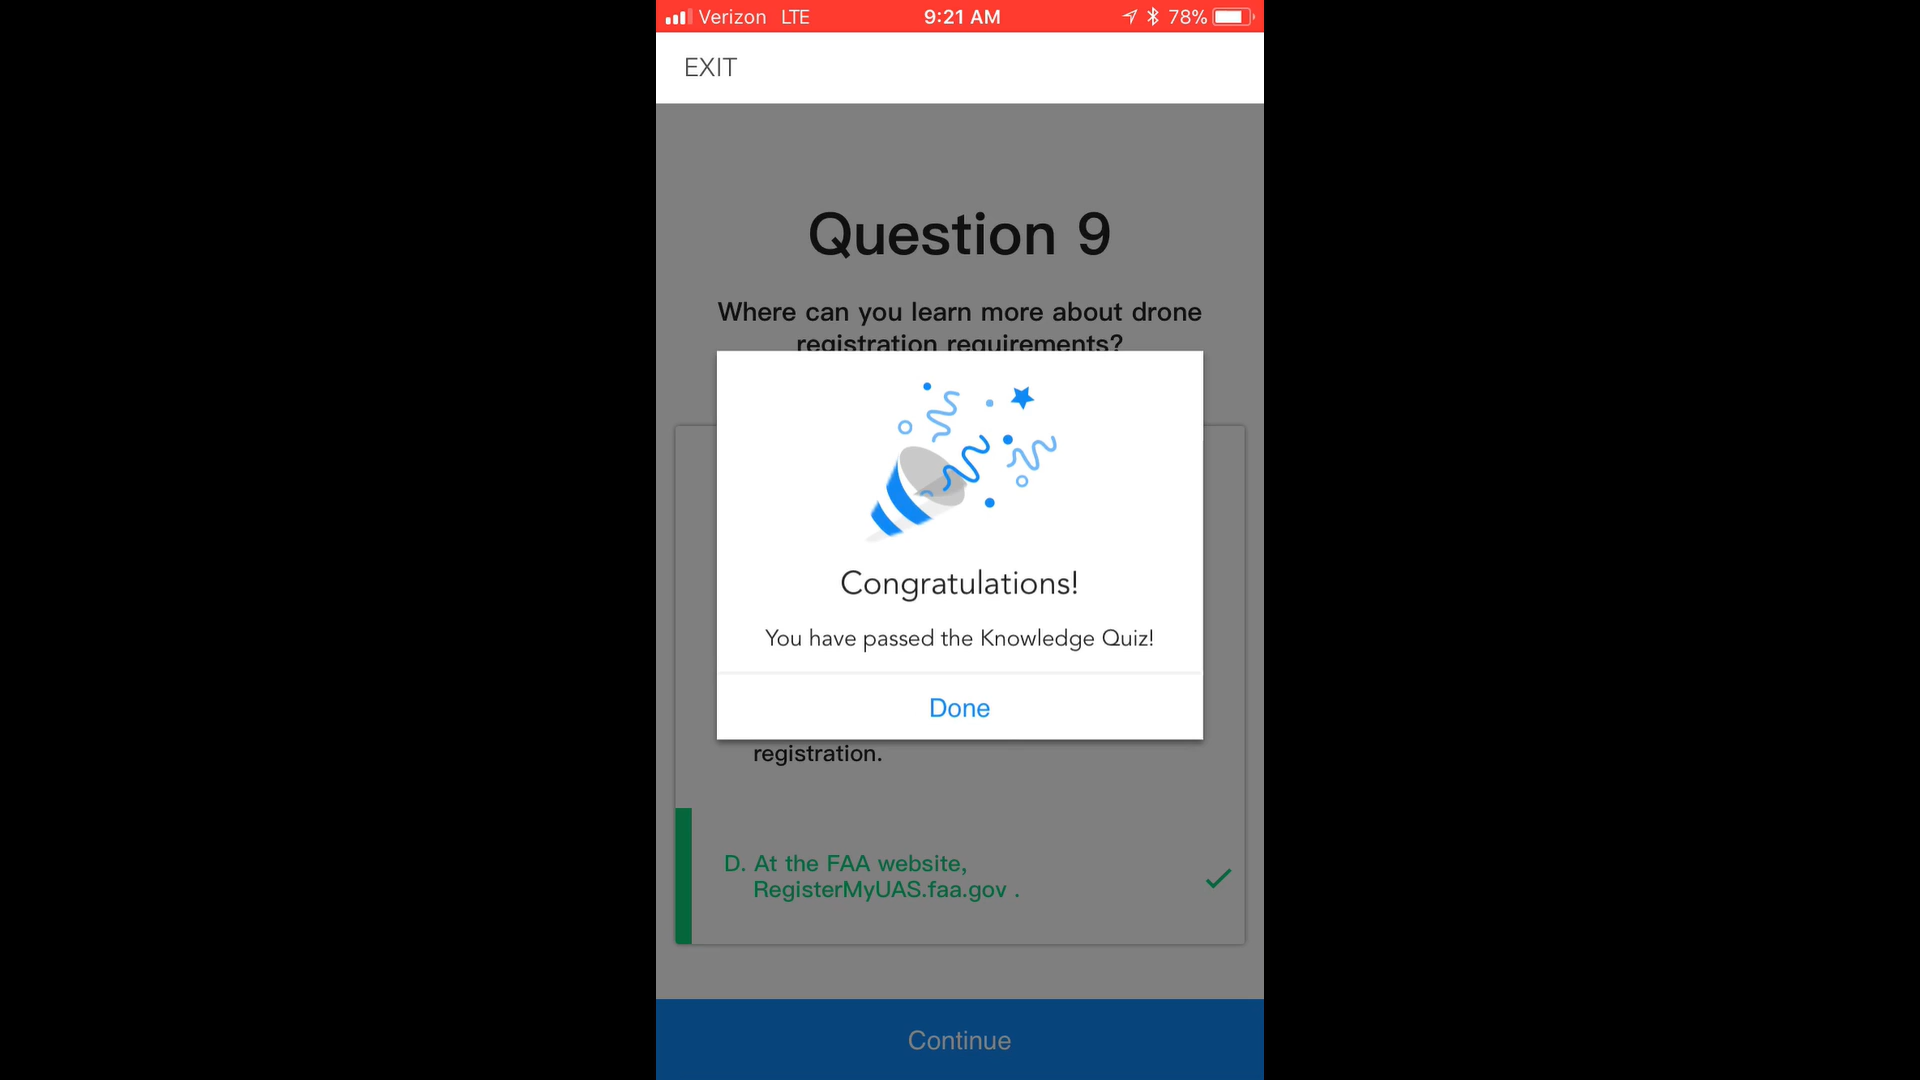 Verizon LTE 9:21 AM 78%
EXIT
Question 9
Where can you learn more about drone
registration requirements?
Congratulations!
You have passed the Knowledge Quiz!
Done
registration.
D. At the FAA website,
RegisterMyUAS.faa.gov .
Continue